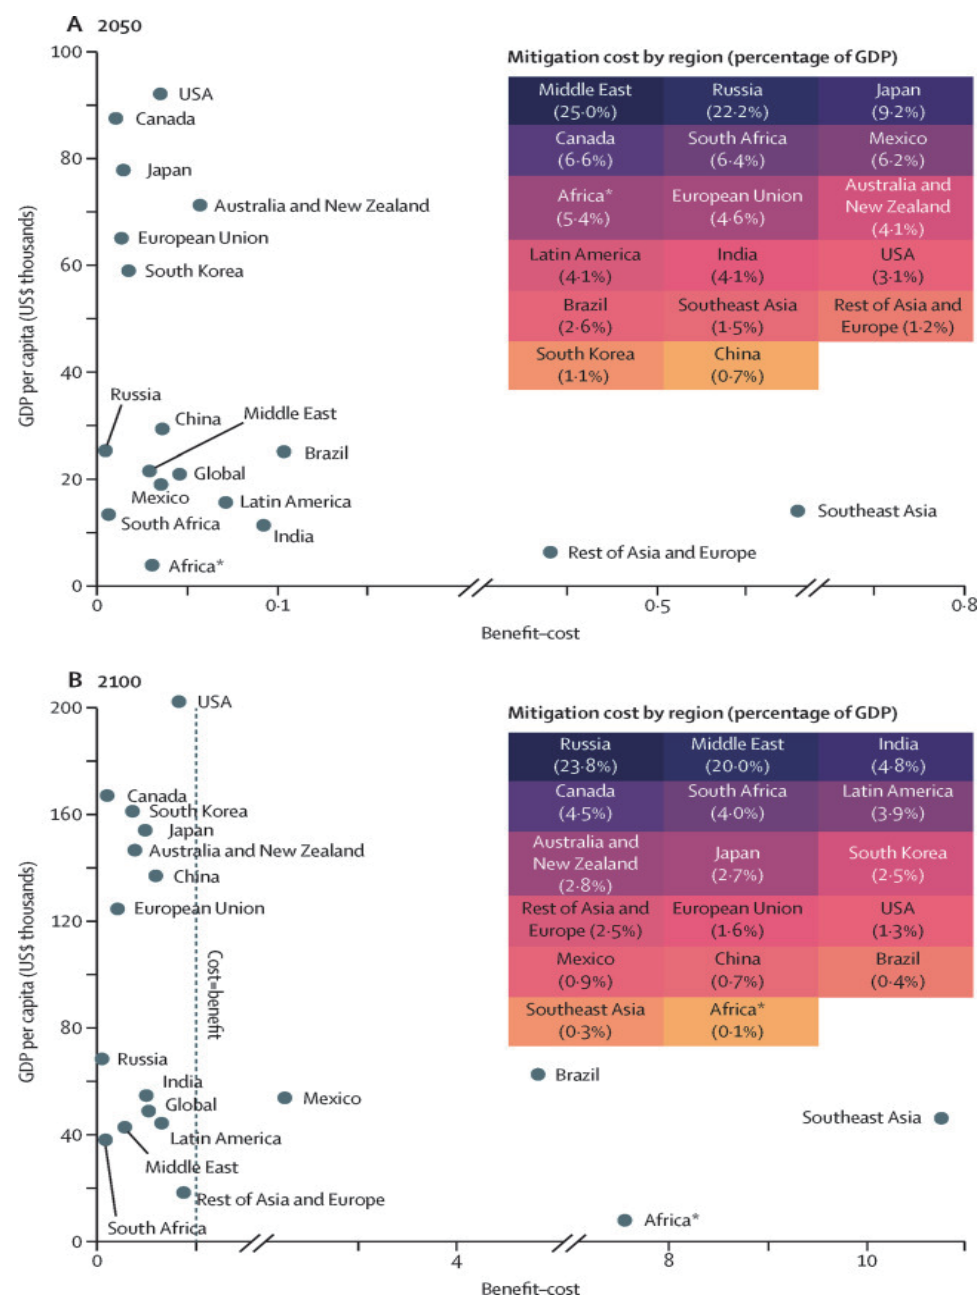 A 2050
100
80
60
40
20
0
GDP per capita (US$ thousands)
USA
Canada
Japan
Australia and New Zealand
European Union
South Korea
Russia
China
Middle East
Brazil
Global
Mexico
Latin America
South Africa
India
Africa*
Southeast Asia
Rest of Asia and Europe
0
0·1
0·5
0·8
Benefit–cost
Mitigation cost by region (percentage of GDP)
Middle East
(25·0%)
Russia
(22·2%)
Japan
(9·2%)
Canada
(6·6%)
South Africa
(6·4%)
Mexico
(6·2%)
Africa*
(5·4%)
European Union
(4·6%)
Australia and
New Zealand
(4·1%)
Latin America
(4·1%)
India
(4·1%)
USA
(3·1%)
Brazil
(2·6%)
Southeast Asia
(1·5%)
Rest of Asia and
Europe (1·2%)
South Korea
(1·1%)
China
(0·7%)
B 2100
200
160
120
80
40
0
GDP per capita (US$ thousands)
USA
Canada
South Korea
Japan
Australia and New Zealand
China
European Union
Cost=benefit
Russia
India
Global
Mexico
Latin America
Middle East
Rest of Asia and Europe
South Africa
Brazil
Southeast Asia
Africa*
0
4
8
10
Benefit–cost
Mitigation cost by region (percentage of GDP)
Russia
(23·8%)
Middle East
(20·0%)
India
(4·8%)
Canada
(4·5%)
South Africa
(4·0%)
Latin America
(3·9%)
Australia and
New Zealand
(2·8%)
Japan
(2·7%)
South Korea
(2·5%)
Rest of Asia and
Europe (2·5%)
European Union
(1·6%)
USA
(1·3%)
Mexico
(0·9%)
China
(0·7%)
Brazil
(0·4%)
Southeast Asia
(0·3%)
Africa*
(0·1%)